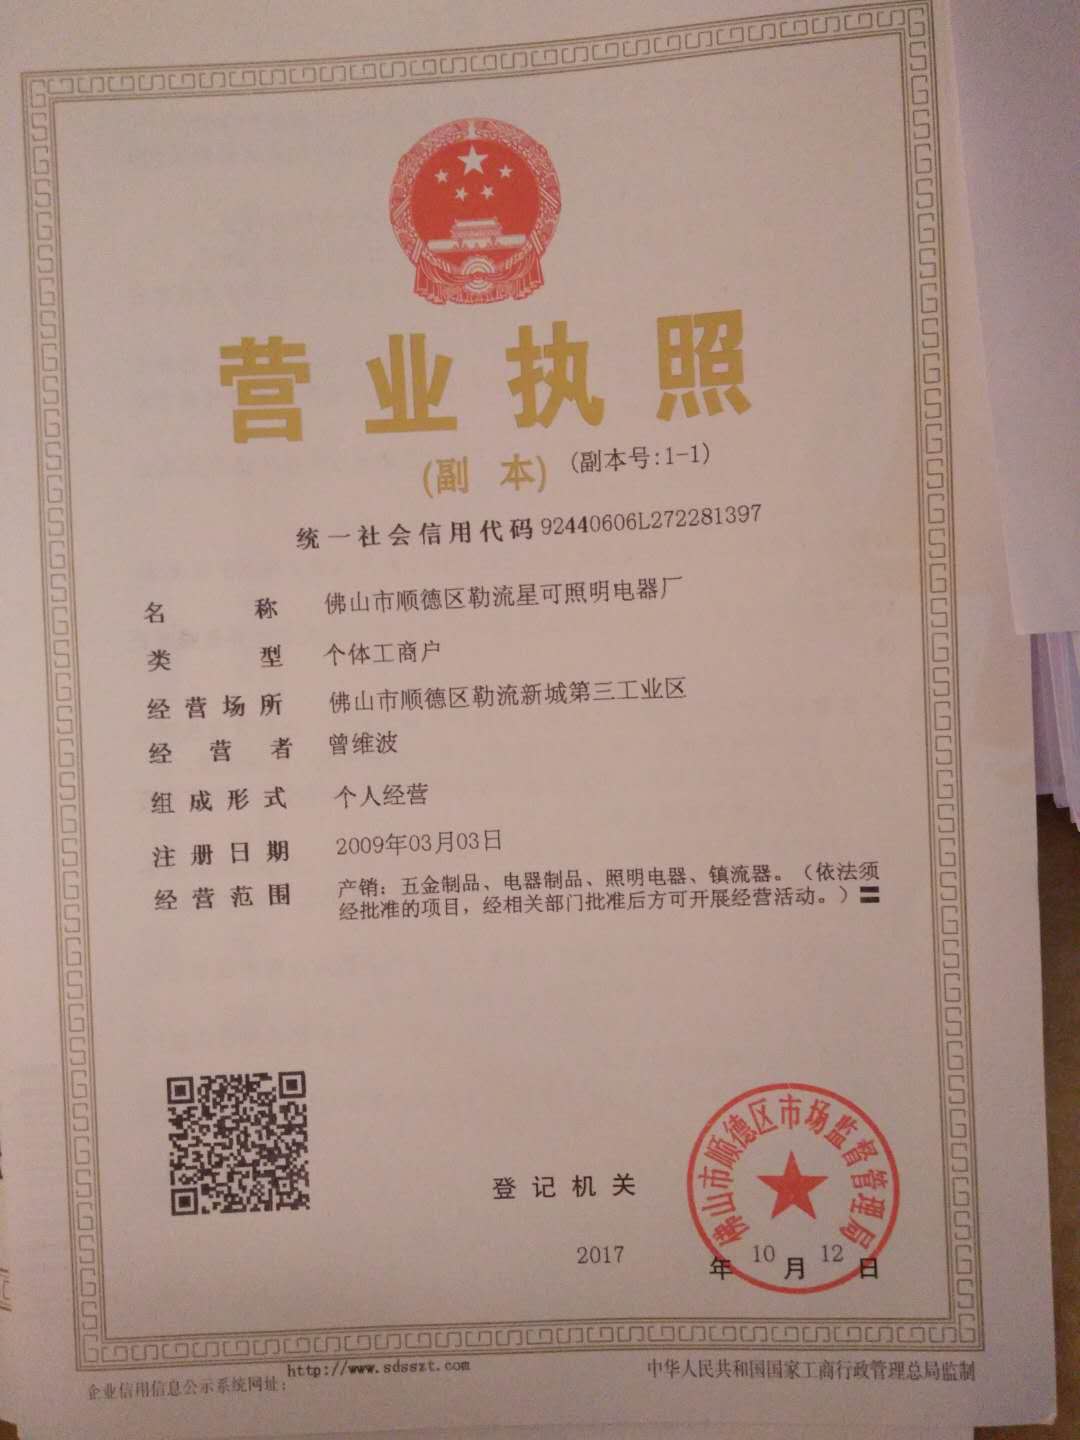 营业执照
(副 本) (副本号:1-1)
统一社会信用代码 92440606L272281397
名 称 佛山市顺德区勒流星可照明电器厂
类 型 个体工商户
经营场所 佛山市顺德区勒流新城第三工业区
经 营 者 曾维波
组成形式 个人经营
注册日期 2009年03月03日
经营范围 产销：五金制品、电器制品、照明电器、镇流器。（依法须
经批准的项目，经相关部门批准后方可开展经营活动。）〓
佛山市顺德区市场监督管理局
登记机关
2017 年 10 月 12 日
企业信用信息公示系统网址： http://www.sdsszt.com
中华人民共和国国家工商行政管理总局监制